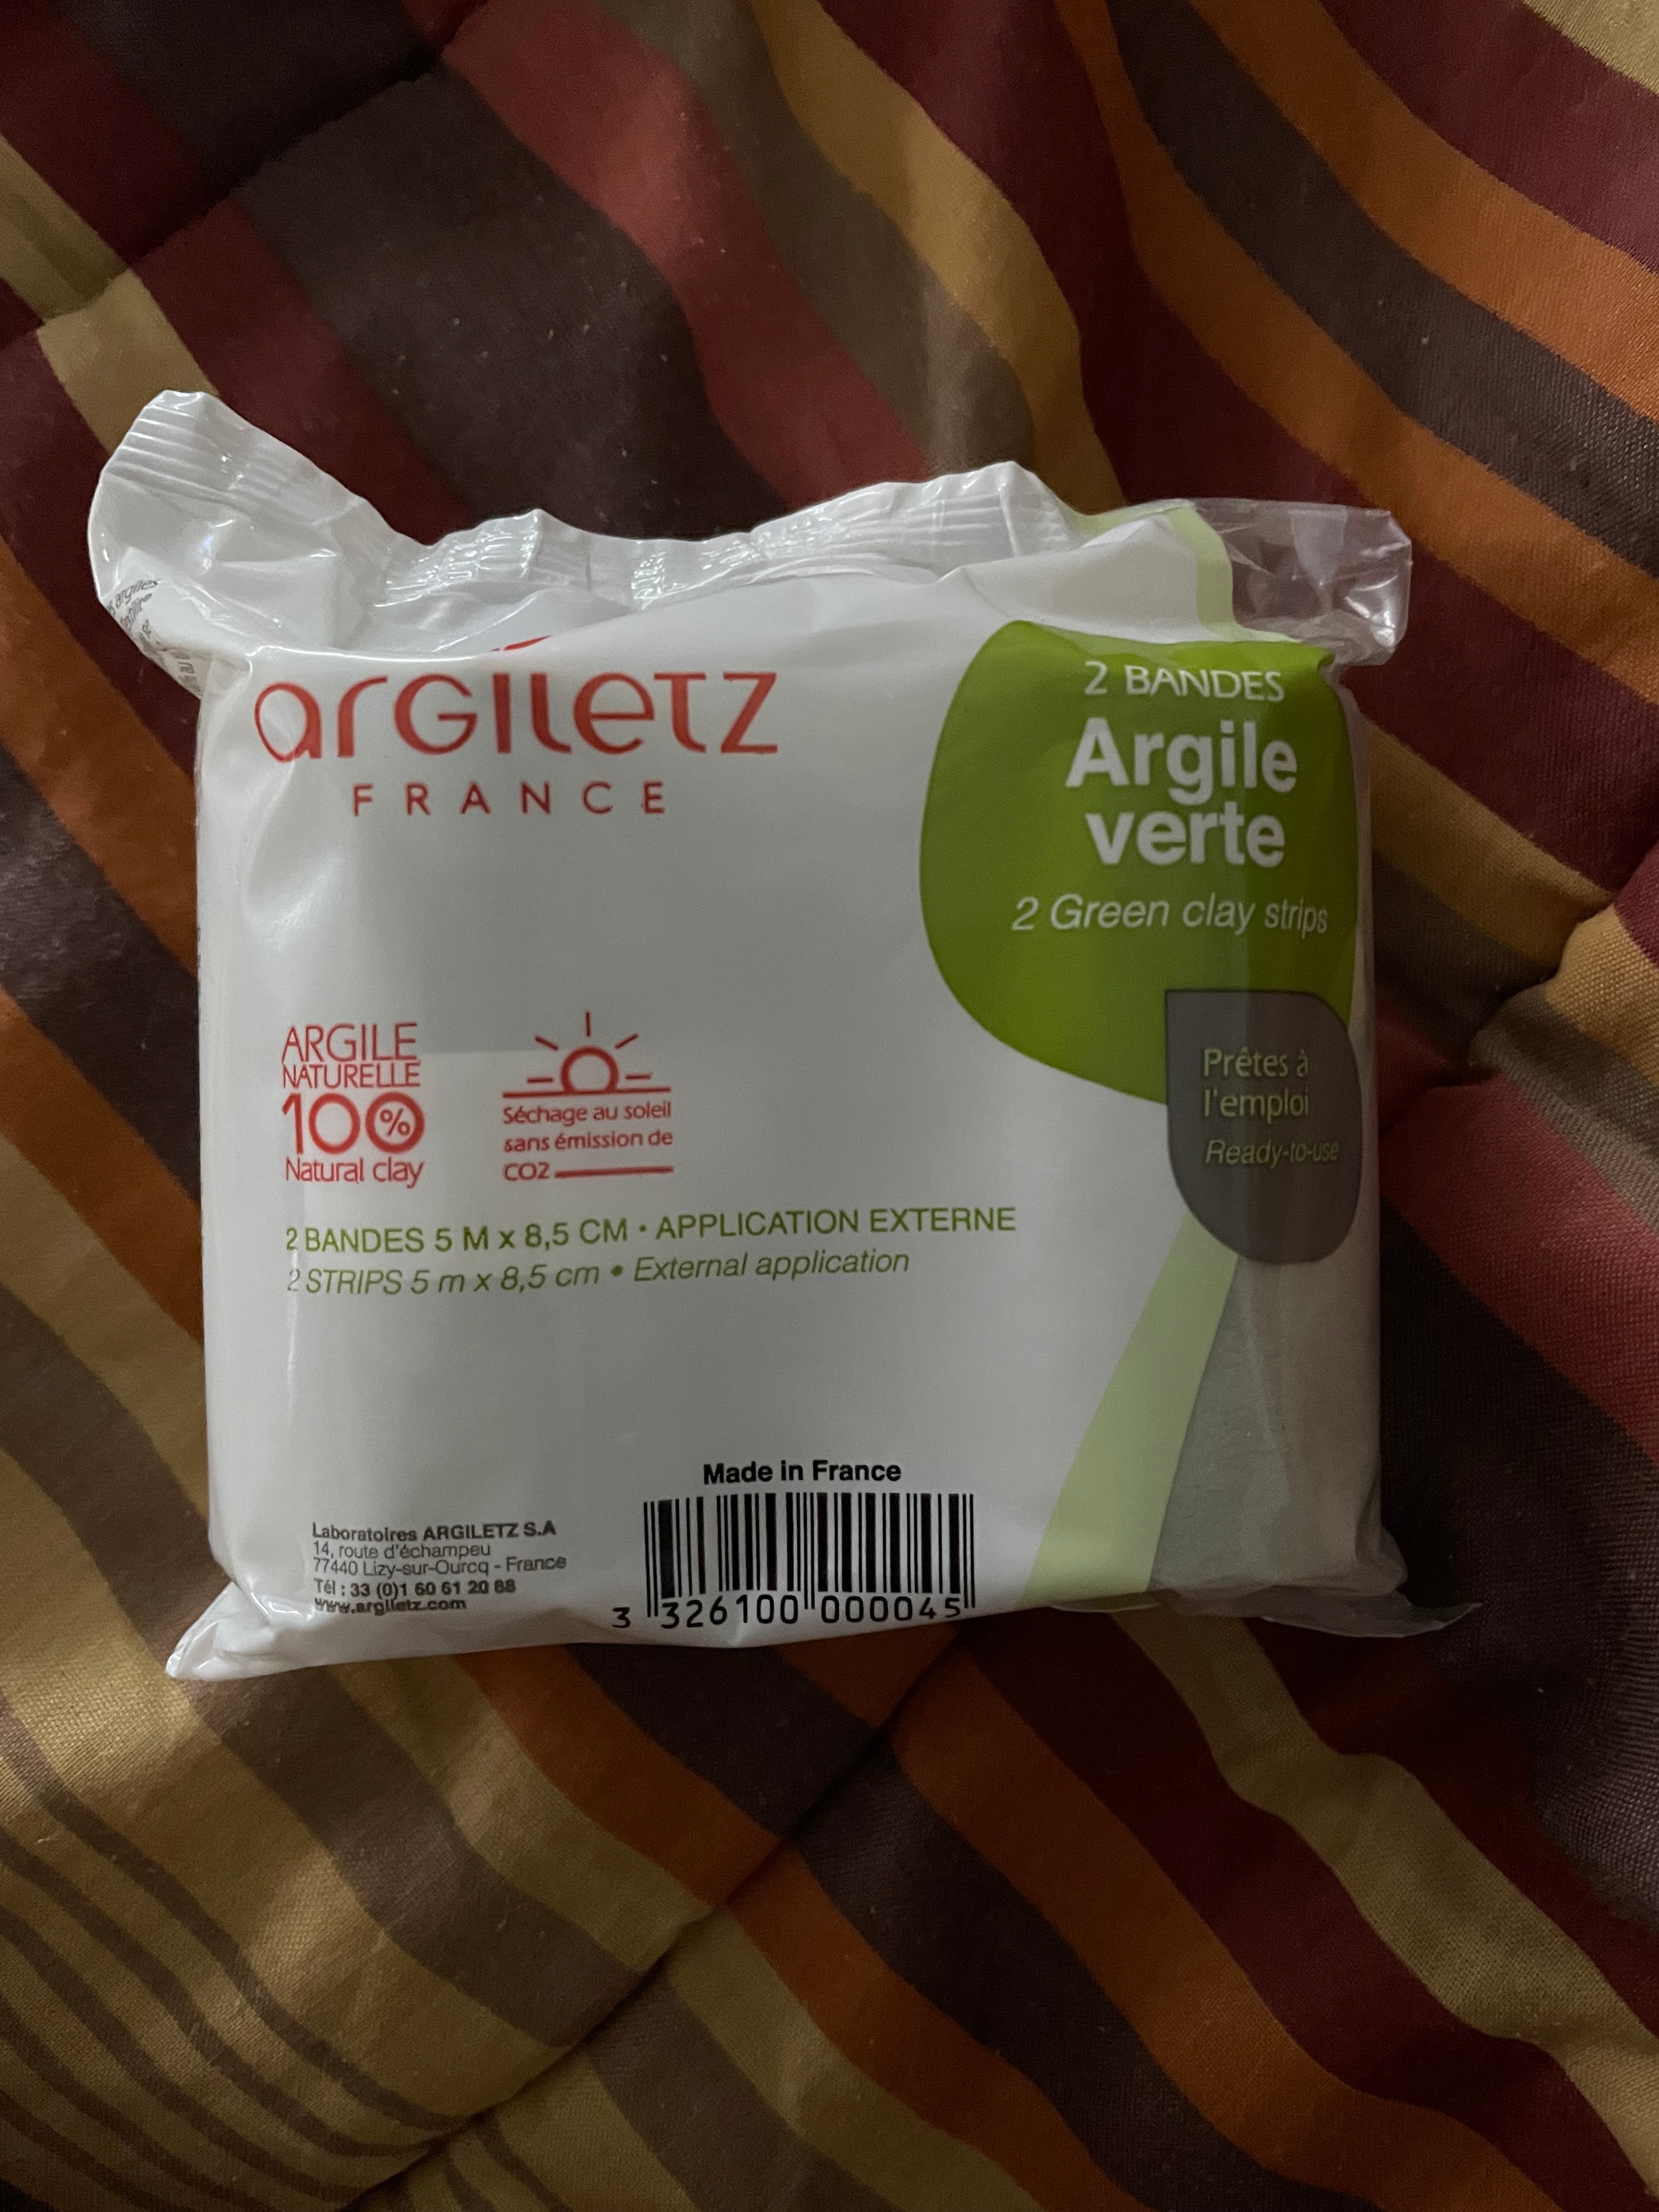 argiletz
FRANCE
2 BANDES
Argile
verte
2 Green clay strips
Prêtes à
l'emploi
Ready-to-use
ARGILE
NATURELLE
100%
Natural clay
Séchage au soleil
sans émission de
CO2
2 BANDES 5 M x 8,5 CM • APPLICATION EXTERNE
2 STRIPS 5 m x 8,5 cm • External application
Made in France
Laboratoires ARGILETZ S.A
14, route d'échampeu
77440 Lizy-sur-Ourcq - France
Tél : 33 (0)1 60 61 20 88
www.argiletz.com
3 326100 000045
argiles